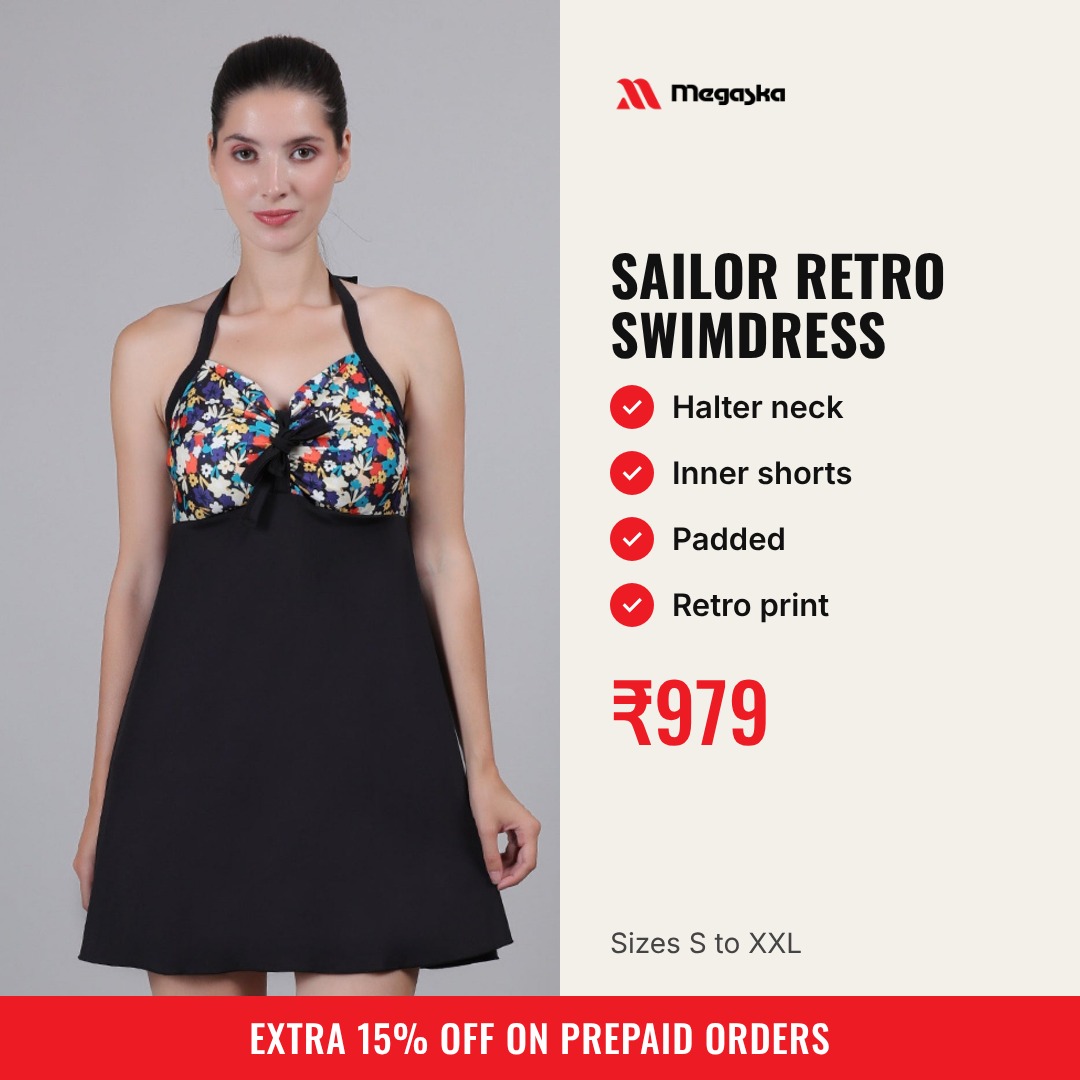 Megaska
SAILOR RETRO
SWIMDRESS
Halter neck
Inner shorts
Padded
Retro print
₹979
Sizes S to XXL
EXTRA 15% OFF ON PREPAID ORDERS